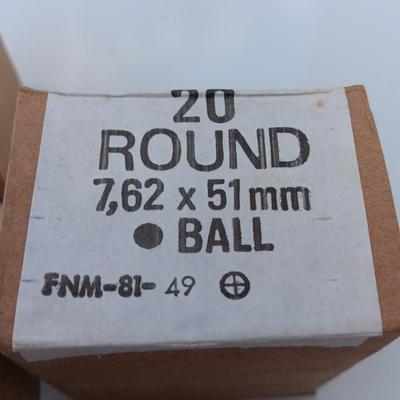 20
ROUND
7,62 x 51 mm
● BALL
FNM-81- 49 ⊕